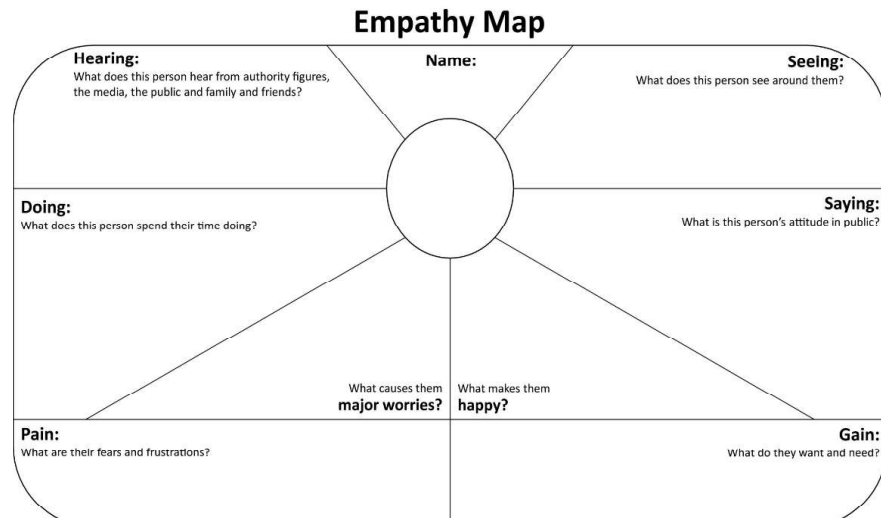 Empathy Map
Hearing:
What does this person hear from authority figures,
the media, the public and family and friends?
Name:
Seeing:
What does this person see around them?
Doing:
What does this person spend their time doing?
Saying:
What is this person's attitude in public?
What causes them
major worries?
What makes them
happy?
Pain:
What are their fears and frustrations?
Gain:
What do they want and need?